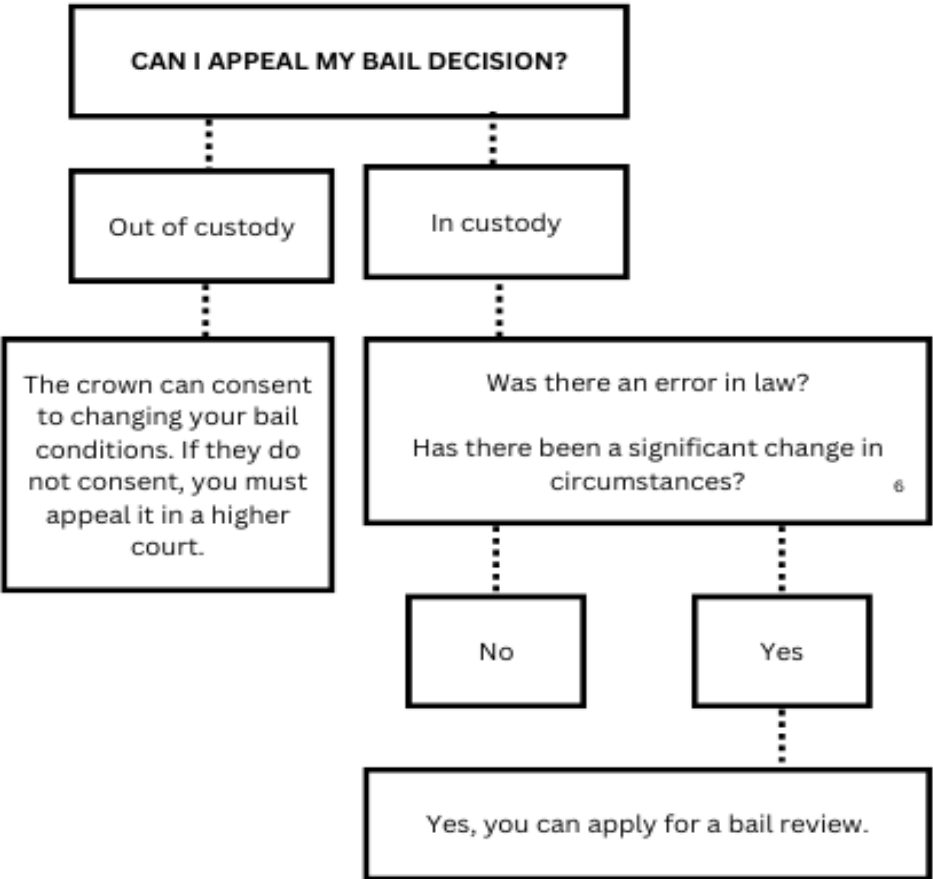 CAN I APPEAL MY BAIL DECISION?
Out of custody
In custody
The crown can consent
to changing your bail
conditions. If they do
not consent, you must
appeal it in a higher
court.
Was there an error in law?
Has there been a significant change in
circumstances?
6
No
Yes
Yes, you can apply for a bail review.